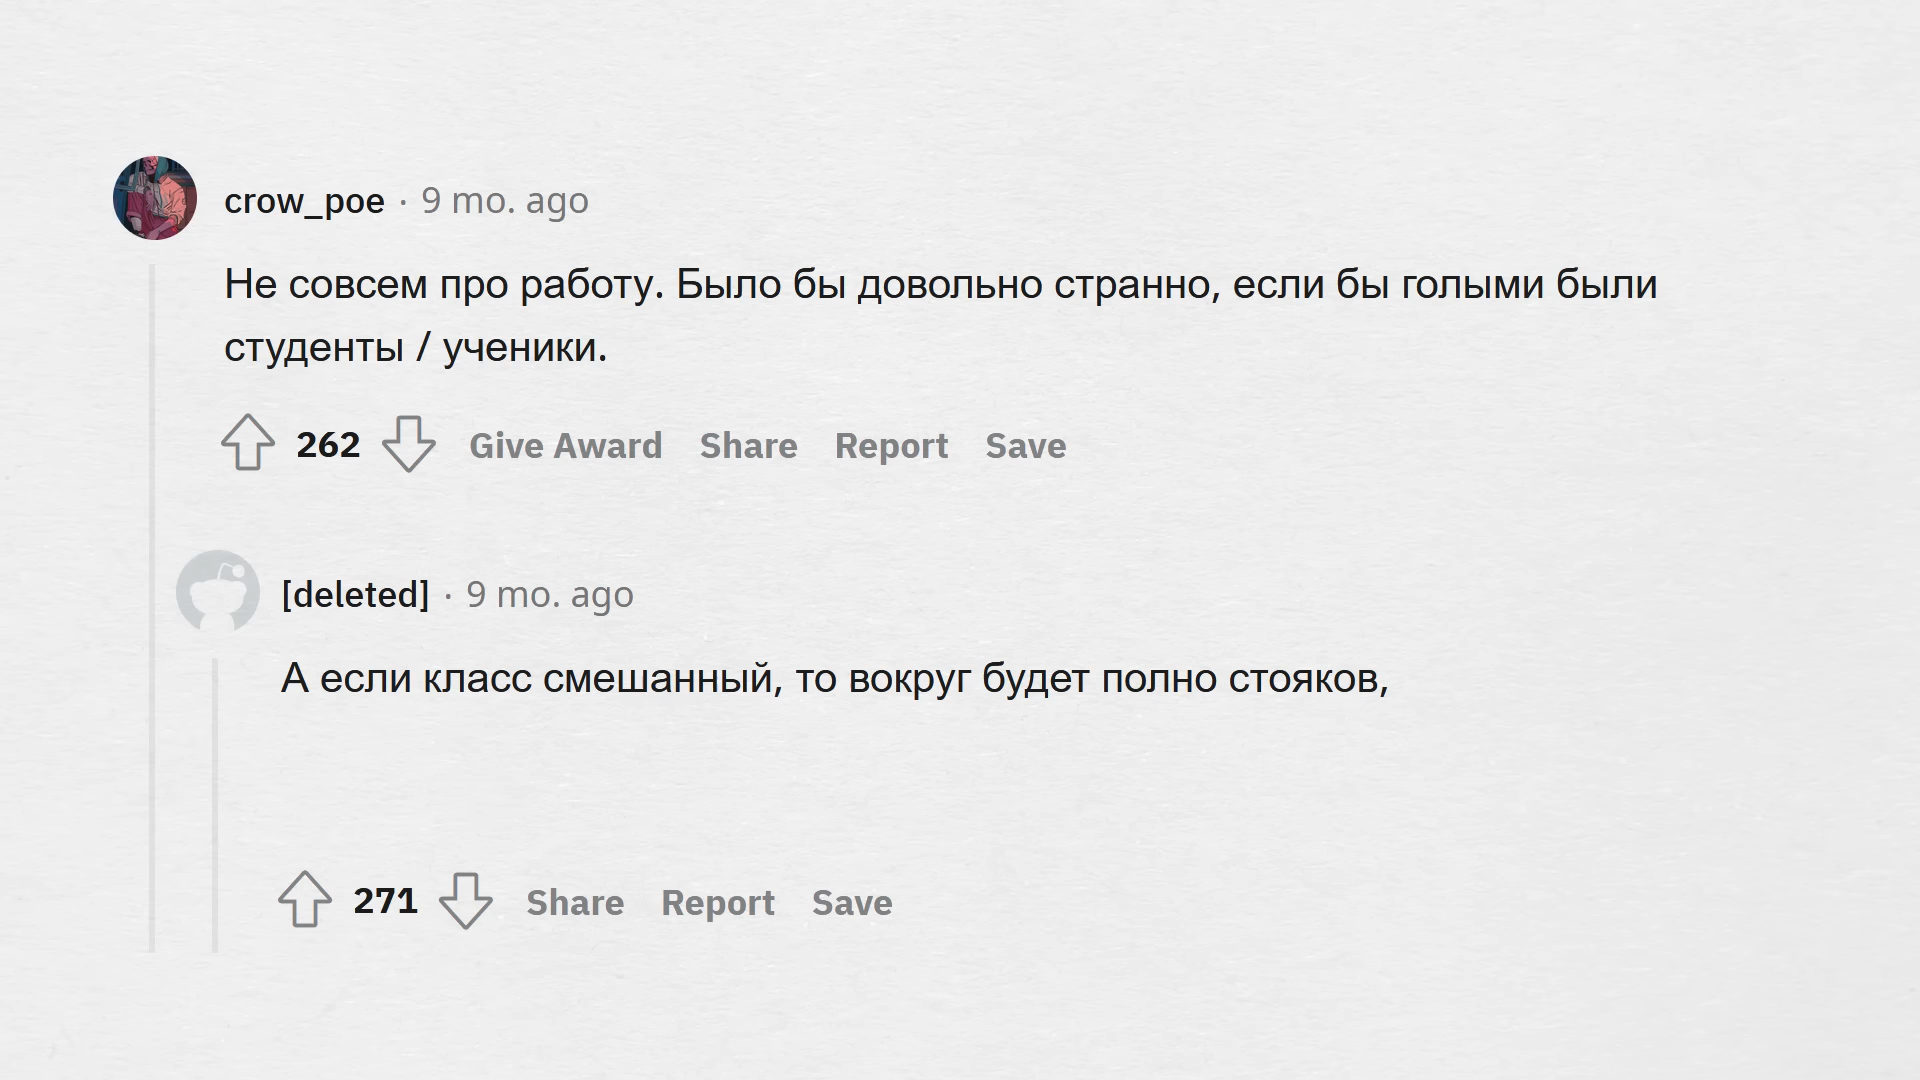 crow_poe · 9 mo. ago
Не совсем про работу. Было бы довольно странно, если бы голыми были
студенты / ученики.
262 Give Award Share Report Save
[deleted] · 9 mo. ago
А если класс смешанный, то вокруг будет полно стояков,
271 Share Report Save